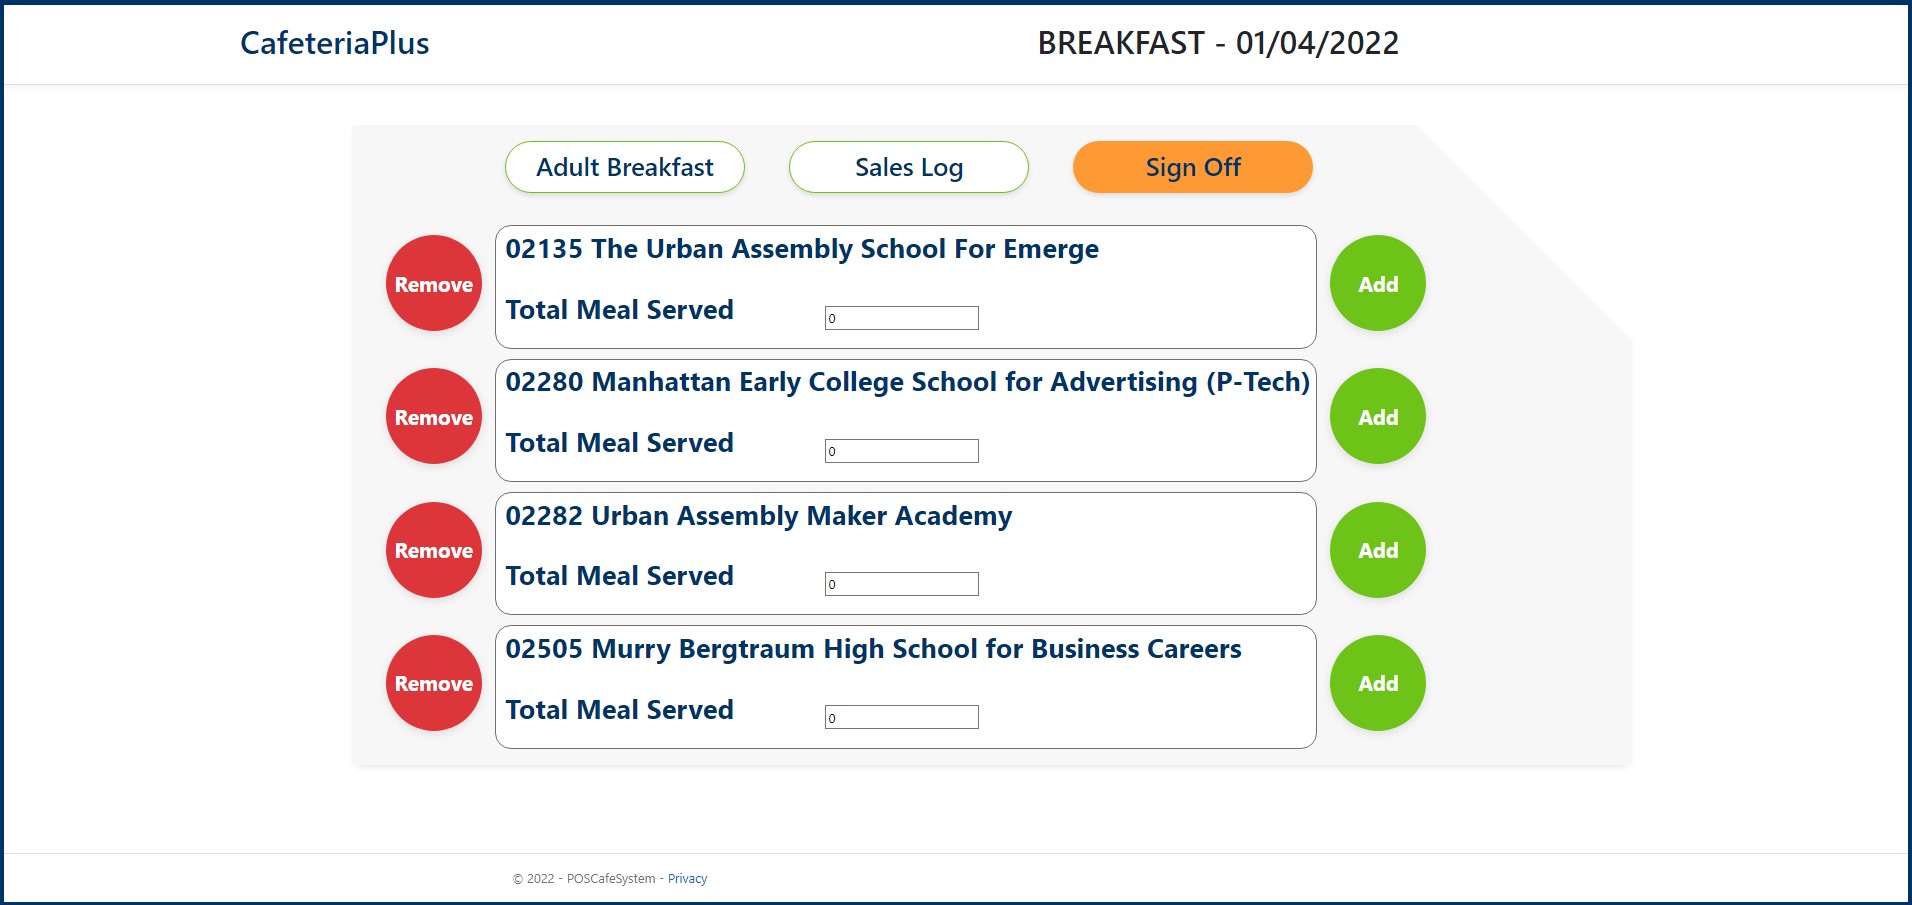 CafeteriaPlus
BREAKFAST - 01/04/2022
Adult Breakfast
Sales Log
Sign Off
Remove
02135 The Urban Assembly School For Emerge
Total Meal Served
0
Add
Remove
02280 Manhattan Early College School for Advertising (P-Tech)
Total Meal Served
0
Add
Remove
02282 Urban Assembly Maker Academy
Total Meal Served
0
Add
Remove
02505 Murry Bergtraum High School for Business Careers
Total Meal Served
0
Add
© 2022 - POSCafeSystem - Privacy